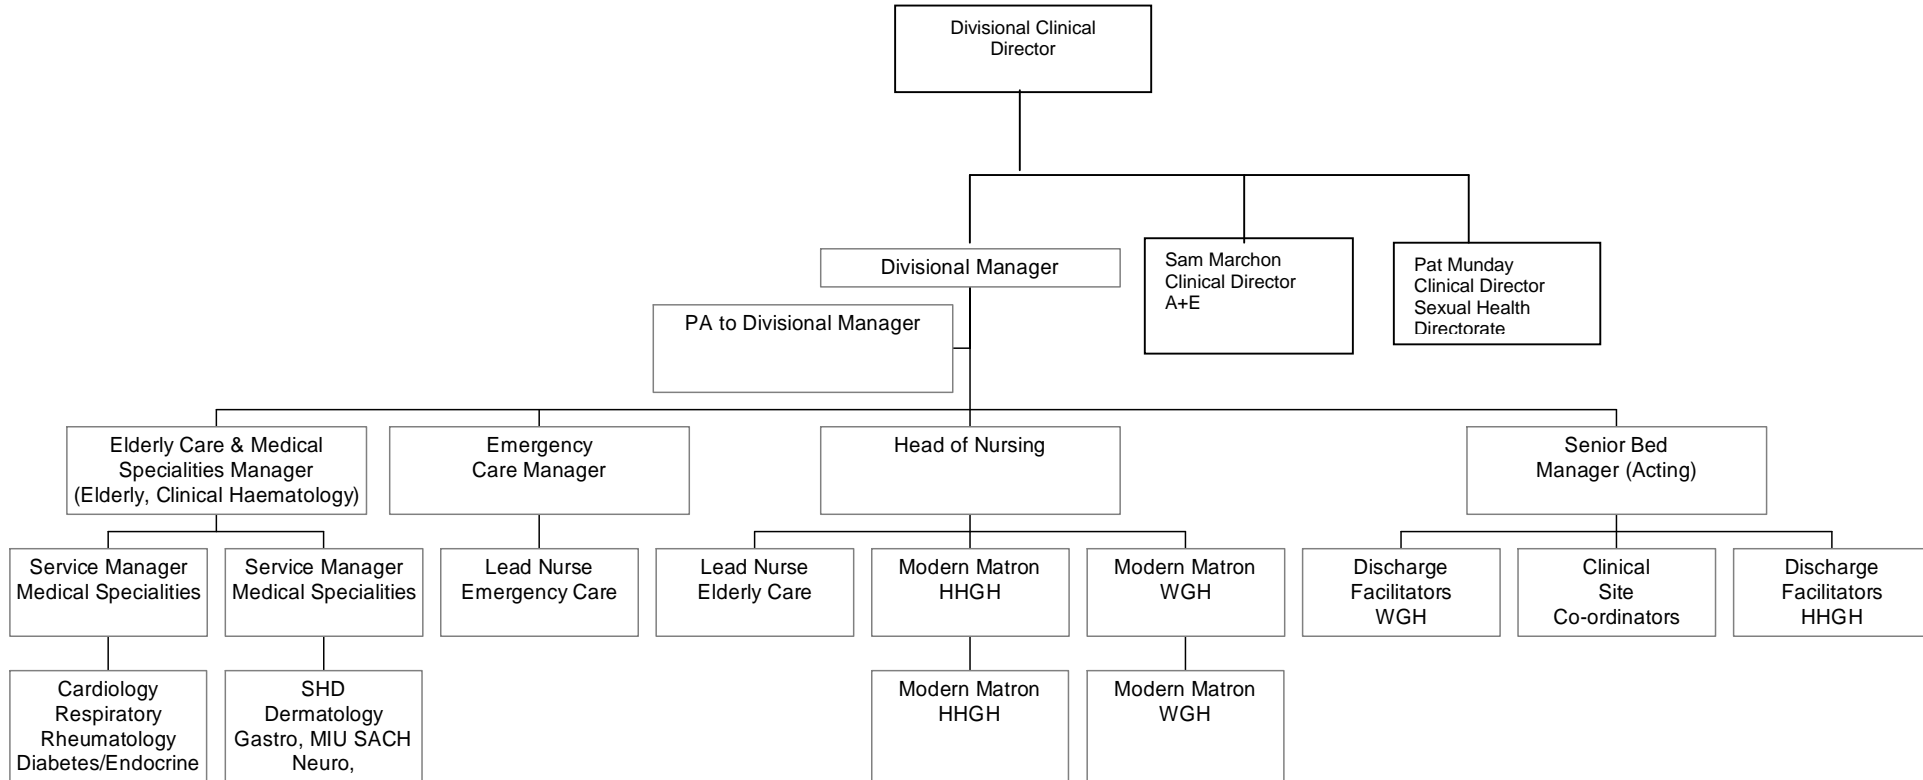 Divisional Clinical
Director
Divisional Manager
Sam Marchon
Clinical Director
A+E
Pat Munday
Clinical Director
Sexual Health
Directorate
PA to Divisional Manager
Elderly Care & Medical
Specialities Manager
(Elderly, Clinical Haematology)
Emergency
Care Manager
Head of Nursing
Senior Bed
Manager (Acting)
Service Manager
Medical Specialities
Service Manager
Medical Specialities
Lead Nurse
Emergency Care
Lead Nurse
Elderly Care
Modern Matron
HHGH
Modern Matron
WGH
Discharge
Facilitators
WGH
Clinical
Site
Co-ordinators
Discharge
Facilitators
HHGH
Cardiology
Respiratory
Rheumatology
Diabetes/Endocrine
SHD
Dermatology
Gastro, MIU SACH
Neuro,
Modern Matron
HHGH
Modern Matron
WGH